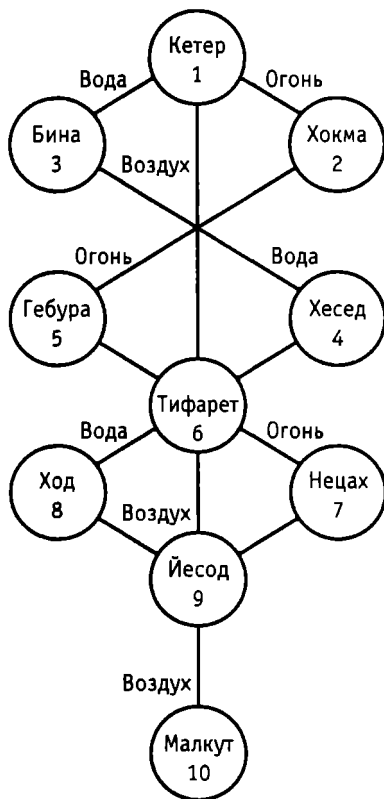 Кетер
1
Вода
Огонь
Бина
3
Воздух
Хокма
2
Огонь
Вода
Гебура
5
Хесед
4
Тифарет
6
Вода
Огонь
Ход
8
Воздух
Нецах
7
Йесод
9
Воздух
Малкут
10